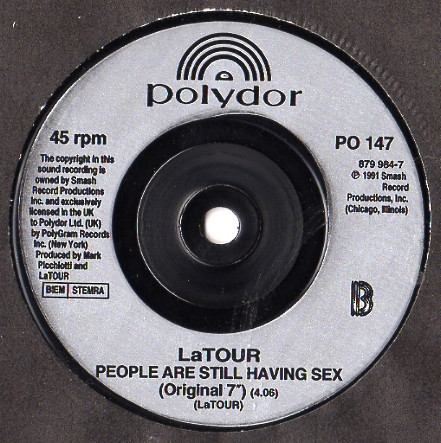 polydor
45 rpm
PO 147
879 984-7
The copyright in this
sound recording is
owned by Smash
Record Productions
Inc. and exclusively
licensed in the UK
to Polydor Ltd. (UK)
by PolyGram Records
Inc. (New York)
Produced by Mark
Picchiotti and
LaTOUR
℗ 1991 Smash
Record
Productions, Inc.
(Chicago, Illinois)
BIEM STEMRA
B
LaTOUR
PEOPLE ARE STILL HAVING SEX
(Original 7") (4.06)
(LaTOUR)